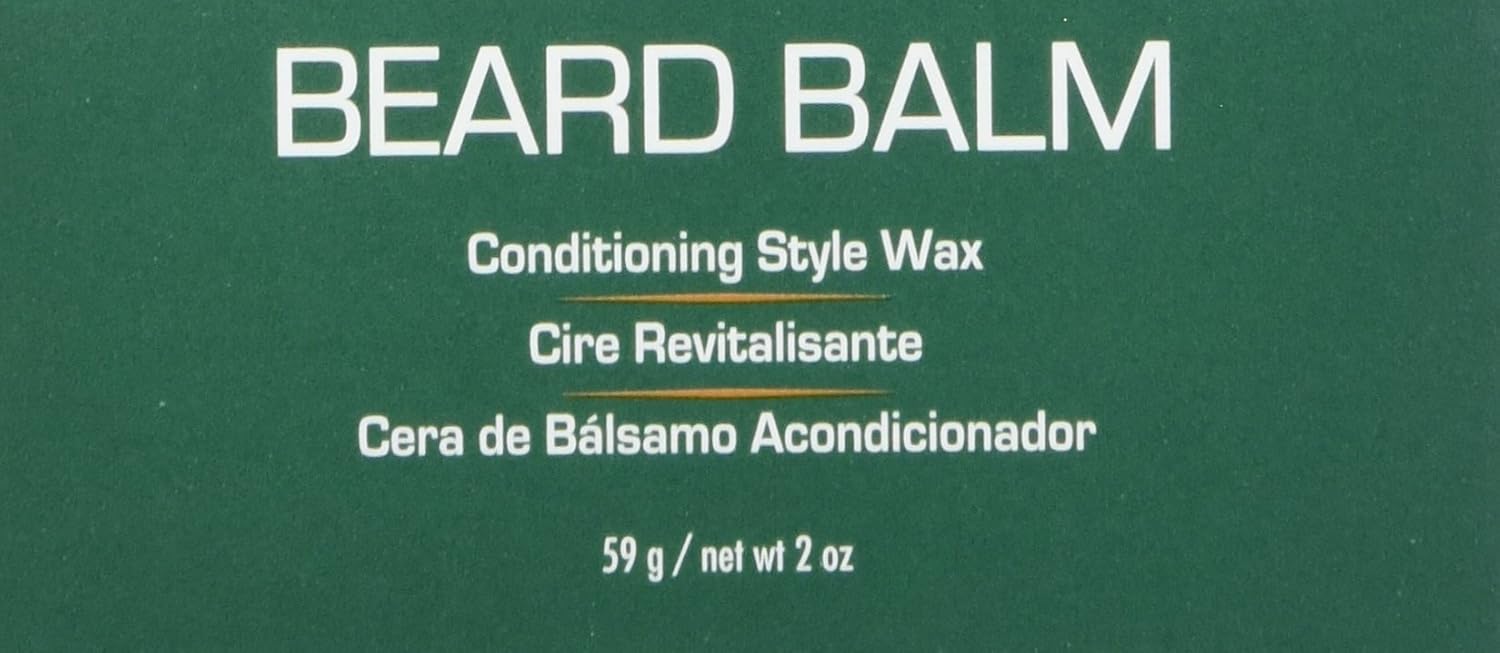 BEARD BALM
Conditioning Style Wax
Cire Revitalisante
Cera de Bálsamo Acondicionador
59 g / net wt 2 oz